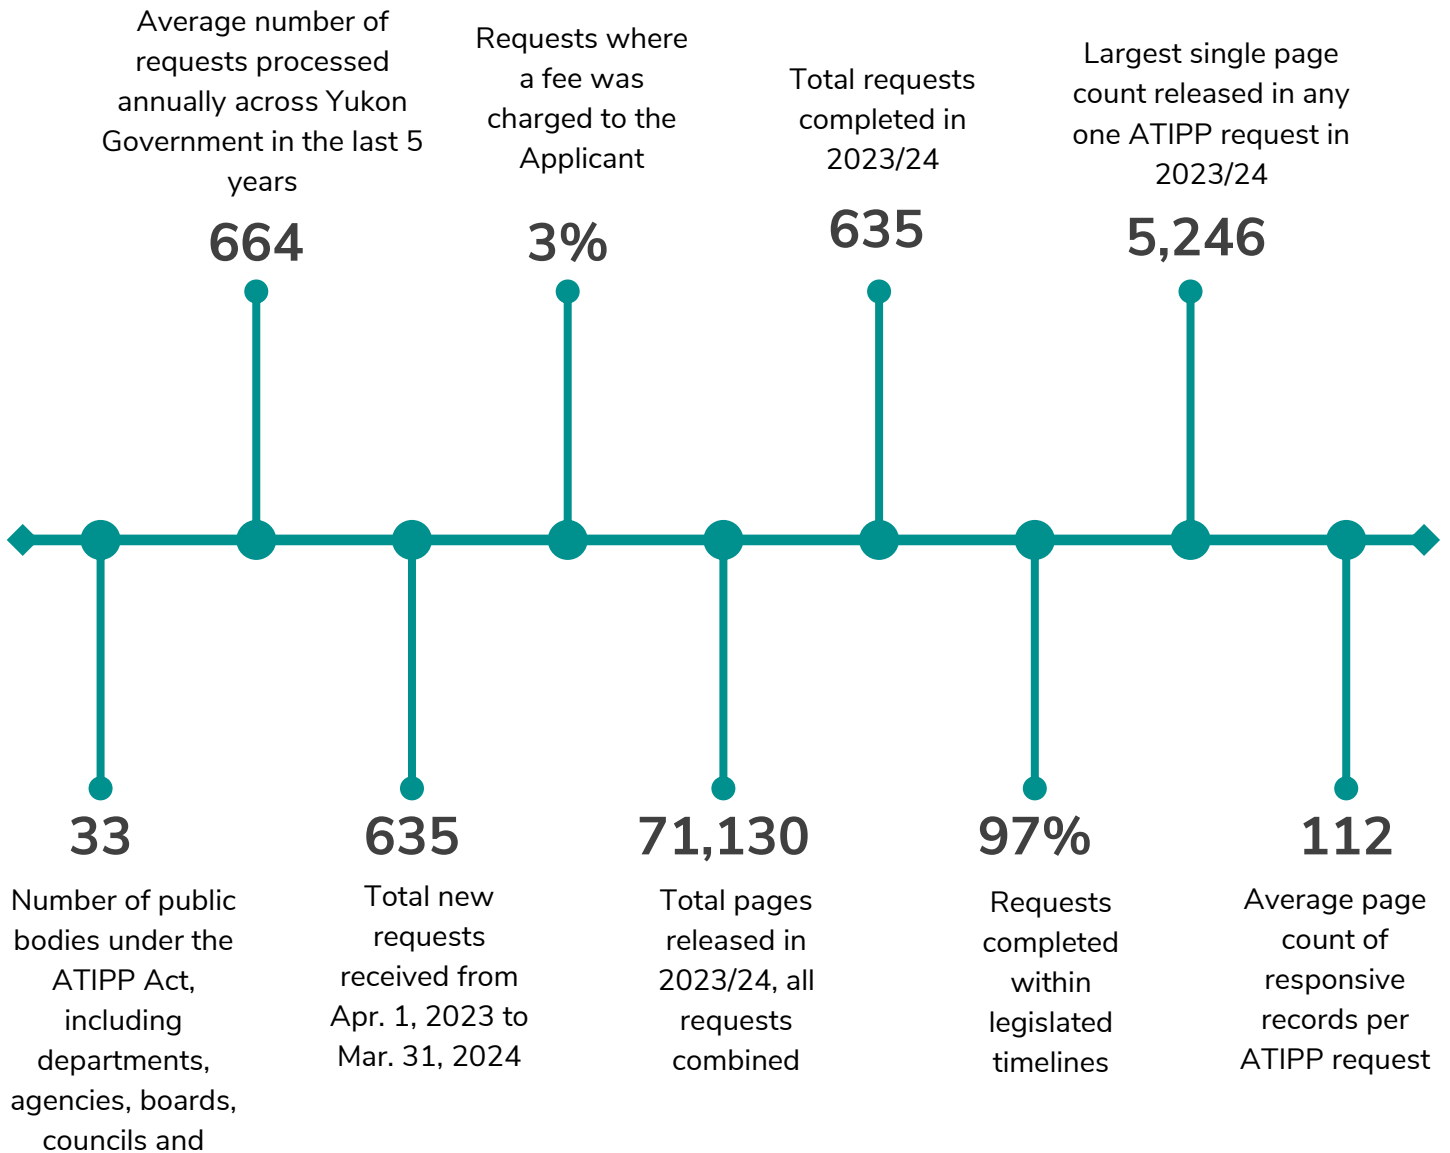 Average number of
requests processed
annually across Yukon
Government in the last 5
years
664
Requests where
a fee was
charged to the
Applicant
3%
Total requests
completed in
2023/24
635
Largest single page
count released in any
one ATIPP request in
2023/24
5,246
33
Number of public
bodies under the
ATIPP Act,
including
departments,
agencies, boards,
councils and
635
Total new
requests
received from
Apr. 1, 2023 to
Mar. 31, 2024
71,130
Total pages
released in
2023/24, all
requests
combined
97%
Requests
completed
within
legislated
timelines
112
Average page
count of
responsive
records per
ATIPP request